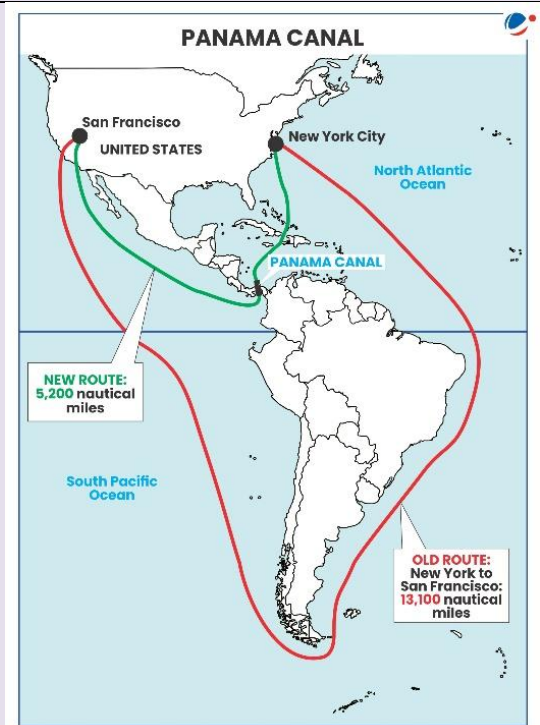 PANAMA CANAL
San Francisco
UNITED STATES
New York City
North Atlantic
Ocean
PANAMA CANAL
NEW ROUTE:
5,200 nautical
miles
South Pacific
Ocean
OLD ROUTE:
New York to
San Francisco:
13,100 nautical
miles